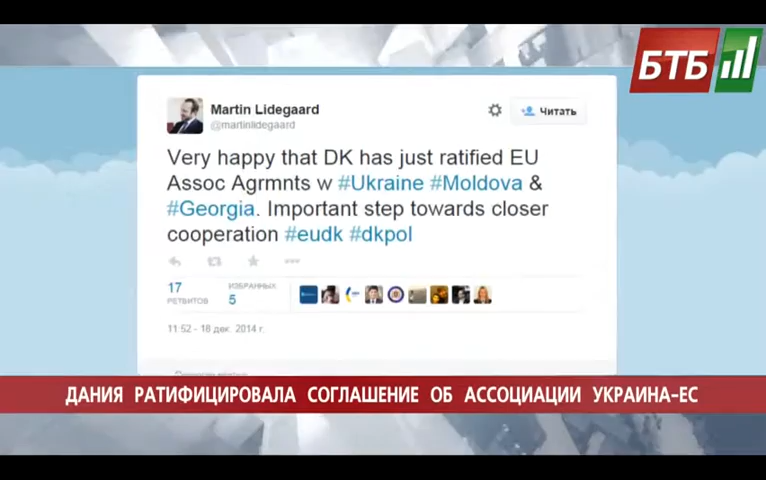 БТБ
Martin Lidegaard
@martinlidegaard
Читать
Very happy that DK has just ratified EU
Assoc Agrmnts w #Ukraine #Moldova &
#Georgia. Important step towards closer
cooperation #eudk #dkpol
17
РЕТВИТОВ
ИЗБРАННЫХ
5
11:52 - 18 дек. 2014 г.
ДАНИЯ РАТИФИЦИРОВАЛА СОГЛАШЕНИЕ ОБ АССОЦИАЦИИ УКРАИНА-ЕС